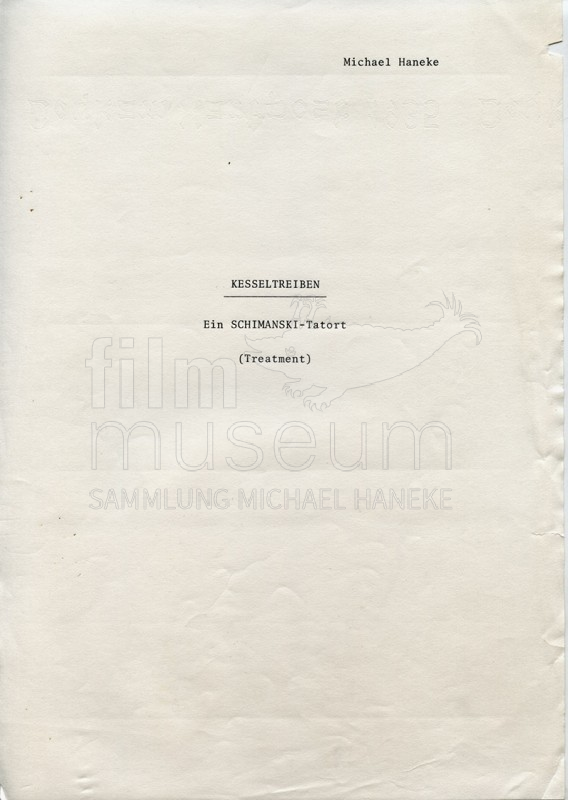 Michael Haneke
KESSELTREIBEN
Ein SCHIMANSKI-Tatort
(Treatment)
film
museum
SAMMLUNG MICHAEL HANEKE